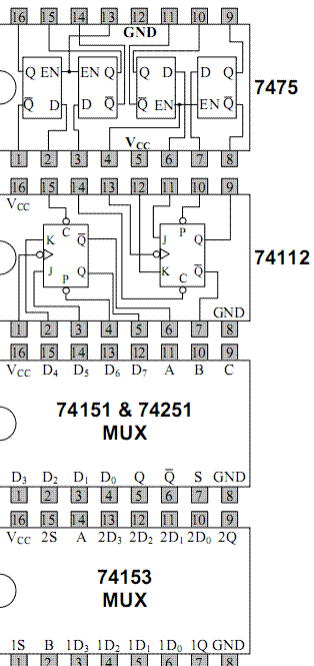 16 15 14 13 12 11 10 9
GND
Q EN EN Q Q D D Q
7475
Q̅ D D Q̅ Q̅ EN EN Q̅
VCC
1 2 3 4 5 6 7 8
16 15 14 13 12 11 10 9
VCC
C P
K Q̅ J Q
74112
J Q K Q̅
P C
GND
1 2 3 4 5 6 7 8
16 15 14 13 12 11 10 9
VCC D4 D5 D6 D7 A B C
74151 & 74251
MUX
D3 D2 D1 D0 Q Q̅ S GND
1 2 3 4 5 6 7 8
16 15 14 13 12 11 10 9
VCC 2S A 2D3 2D2 2D1 2D0 2Q
74153
MUX
1S B 1D3 1D2 1D1 1D0 1Q GND
1 2 3 4 5 6 7 8